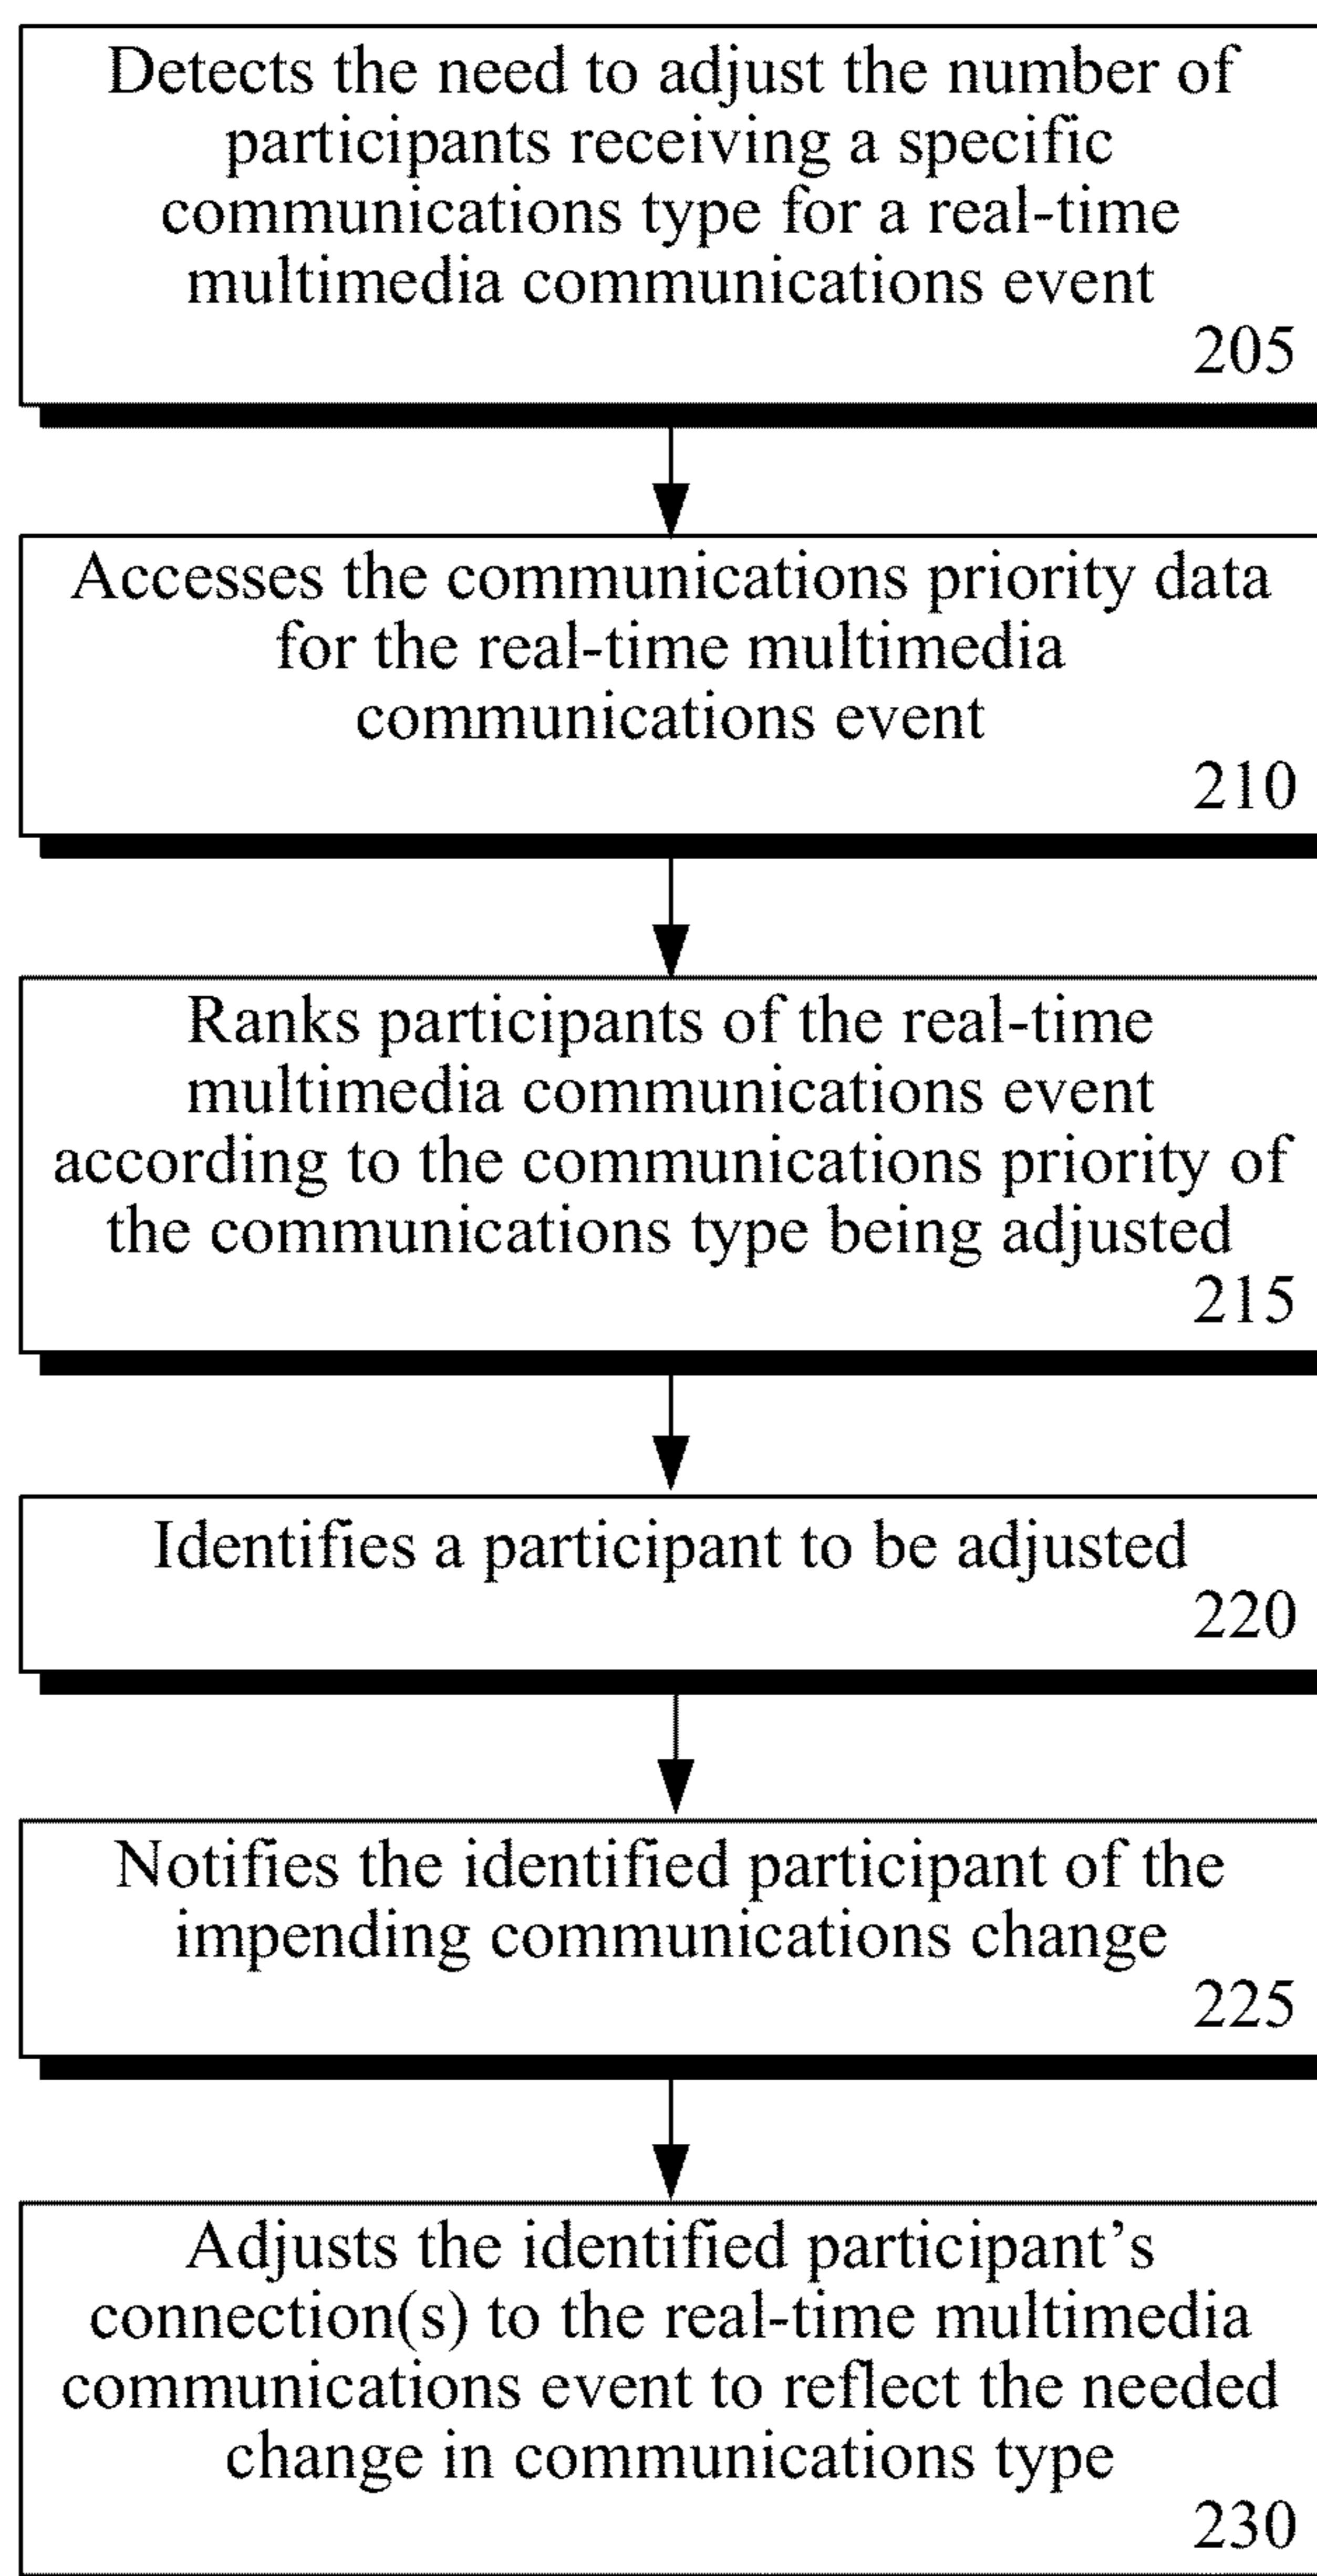 Detects the need to adjust the number of
participants receiving a specific
communications type for a real-time
multimedia communications event
205
Accesses the communications priority data
for the real-time multimedia
communications event
210
Ranks participants of the real-time
multimedia communications event
according to the communications priority of
the communications type being adjusted
215
Identifies a participant to be adjusted
220
Notifies the identified participant of the
impending communications change
225
Adjusts the identified participant’s
connection(s) to the real-time multimedia
communications event to reflect the needed
change in communications type
230